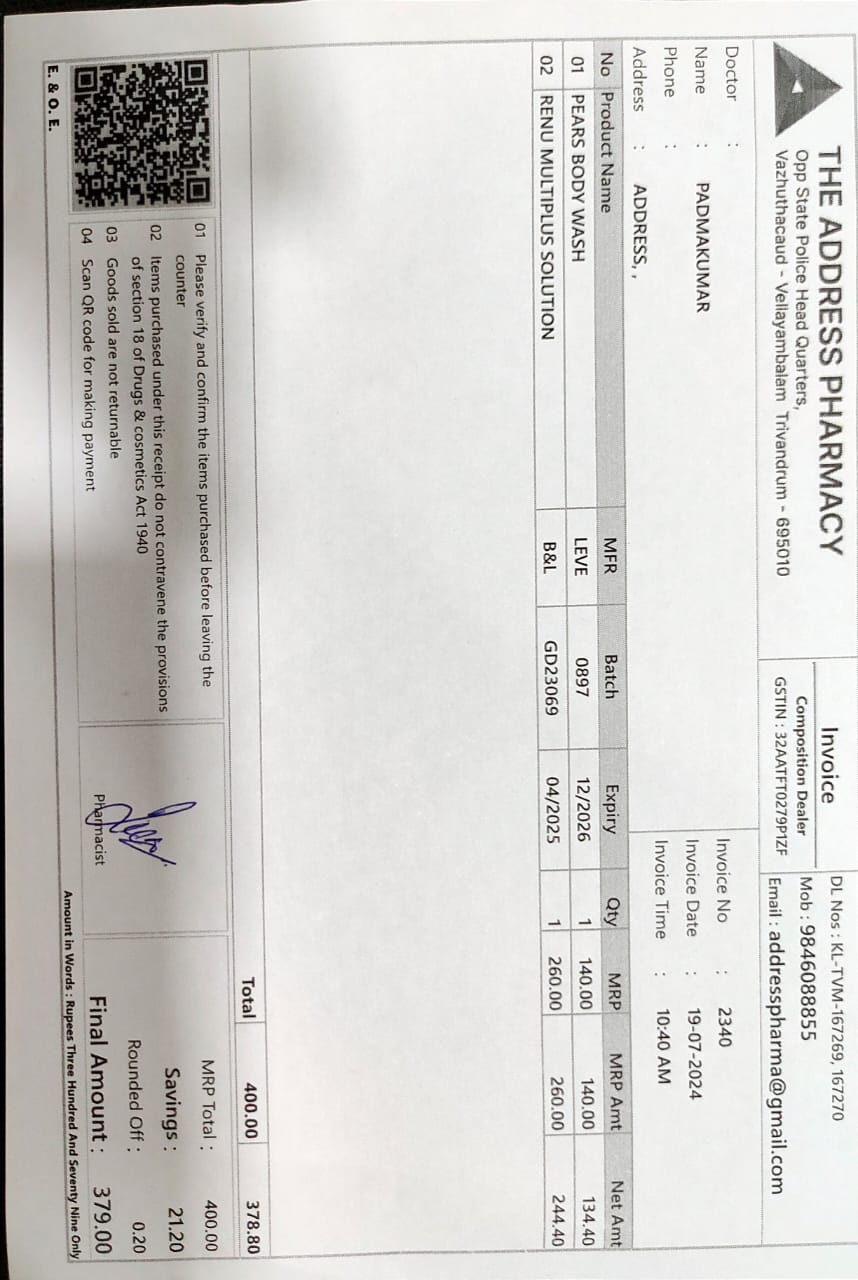 THE ADDRESS PHARMACY
Opp State Police Head Quarters,
Vazhuthacaud - Vellayambalam Trivandrum - 695010
Invoice
Composition Dealer
GSTIN : 32AATFT0279P1ZF
DL Nos : KL-TVM-167269, 167270
Mob : 9846088855
Email : addresspharma@gmail.com
Doctor :
Name : PADMAKUMAR
Phone :
Address : ADDRESS, ,
Invoice No : 2340
Invoice Date : 19-07-2024
Invoice Time : 10:40 AM
No Product Name MFR Batch Expiry Qty MRP MRP Amt Net Amt
01 PEARS BODY WASH LEVE 0897 12/2026 1 140.00 140.00 134.40
02 RENU MULTIPLUS SOLUTION B&L GD23069 04/2025 1 260.00 260.00 244.40
Total 400.00 378.80
01 Please verify and confirm the items purchased before leaving the
counter
02 Items purchased under this receipt do not contravene the provisions
of section 18 of Drugs & cosmetics Act 1940
03 Goods sold are not returnable
04 Scan QR code for making payment
Pharmacist
MRP Total : 400.00
Savings : 21.20
Rounded Off : 0.20
Final Amount : 379.00
Amount in Words : Rupees Three Hundred And Seventy Nine Only
E. & O. E.